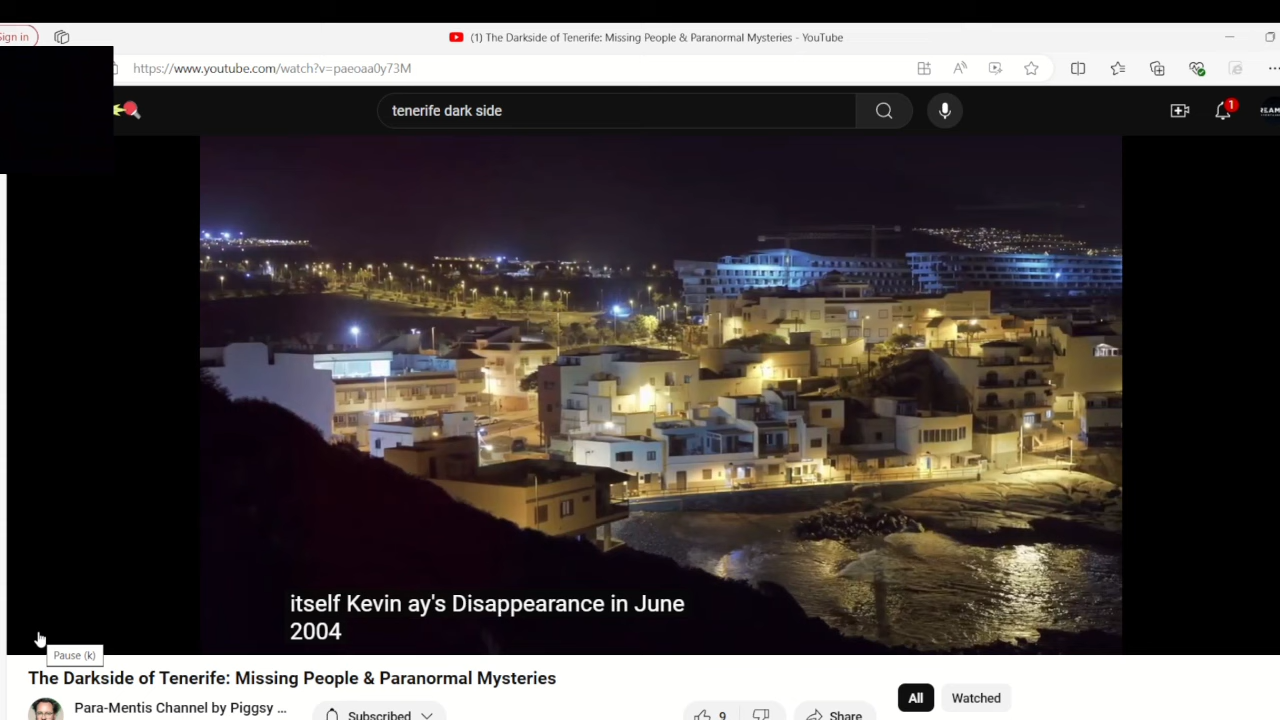 Sign in
(1) The Darkside of Tenerife: Missing People & Paranormal Mysteries - YouTube
https://www.youtube.com/watch?v=paeoaa0y73M
tenerife dark side
1
itself Kevin ay's Disappearance in June
2004
Pause (k)
The Darkside of Tenerife: Missing People & Paranormal Mysteries
Para-Mentis Channel by Piggsy ...
Subscribed
9
Share
All
Watched